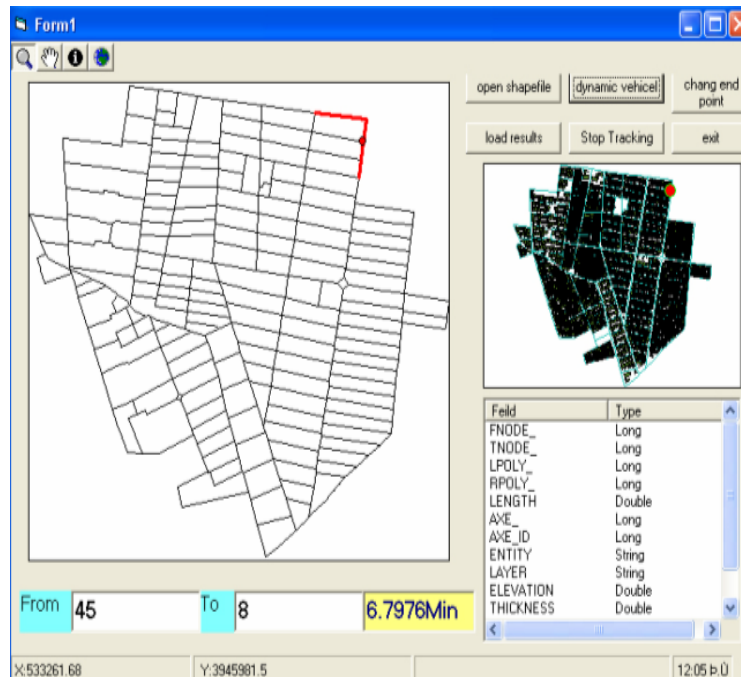 Form1
open shapefile
dynamic vehicel
chang end
point
load results
Stop Tracking
exit
Feild Type
FNODE_ Long
TNODE_ Long
LPOLY_ Long
RPOLY_ Long
LENGTH Double
AXE_ Long
AXE_ID Long
ENTITY String
LAYER String
ELEVATION Double
THICKNESS Double
From 45 To 8 6.7976Min
X:533261.68 Y:3945981.5 12:05 Þ.Ù